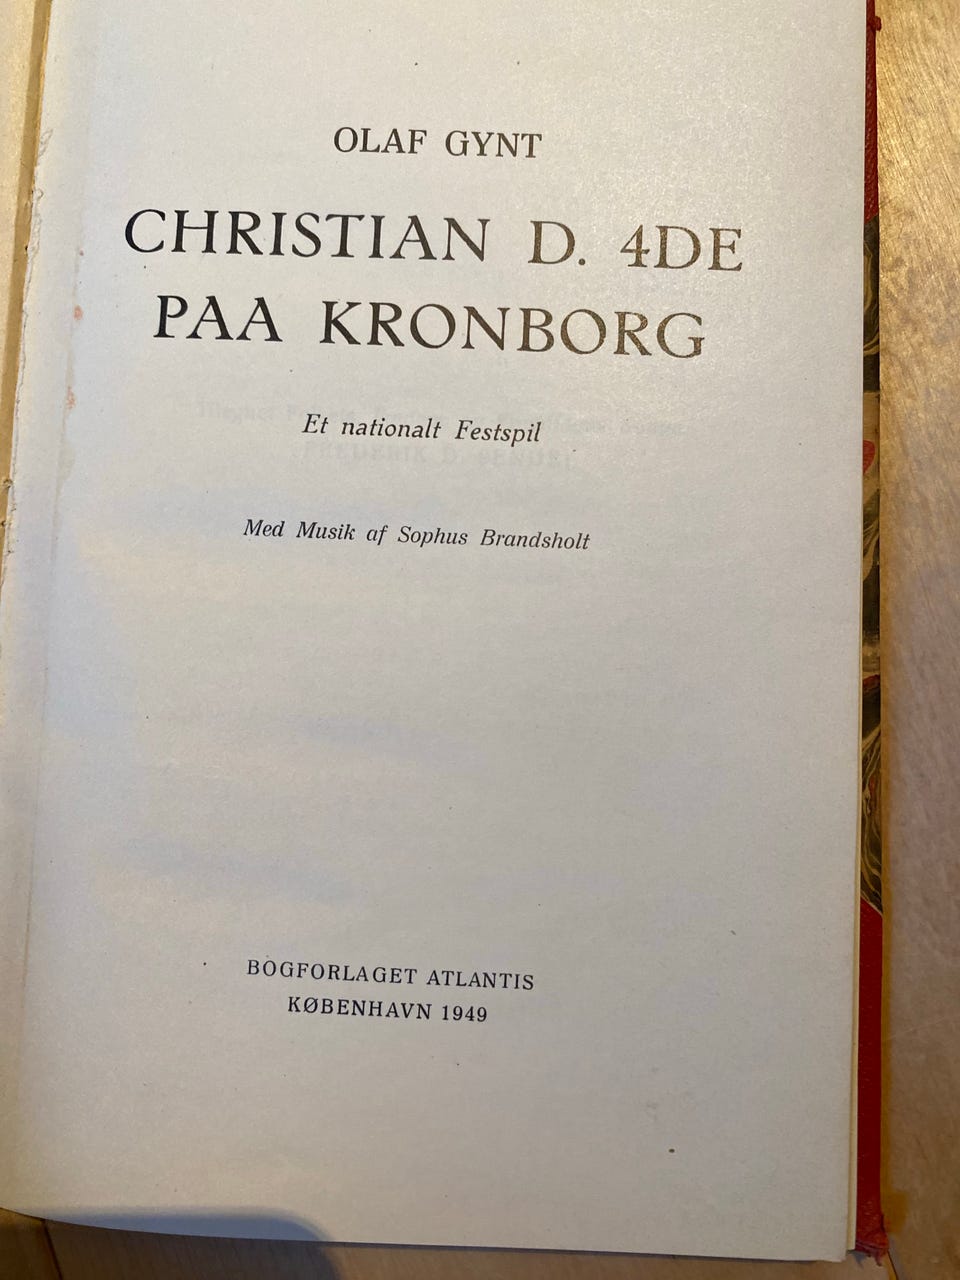 OLAF GYNT
CHRISTIAN D. 4DE
PAA KRONBORG
Et nationalt Festspil
Med Musik af Sophus Brandsholt
BOGFORLAGET ATLANTIS
KØBENHAVN 1949